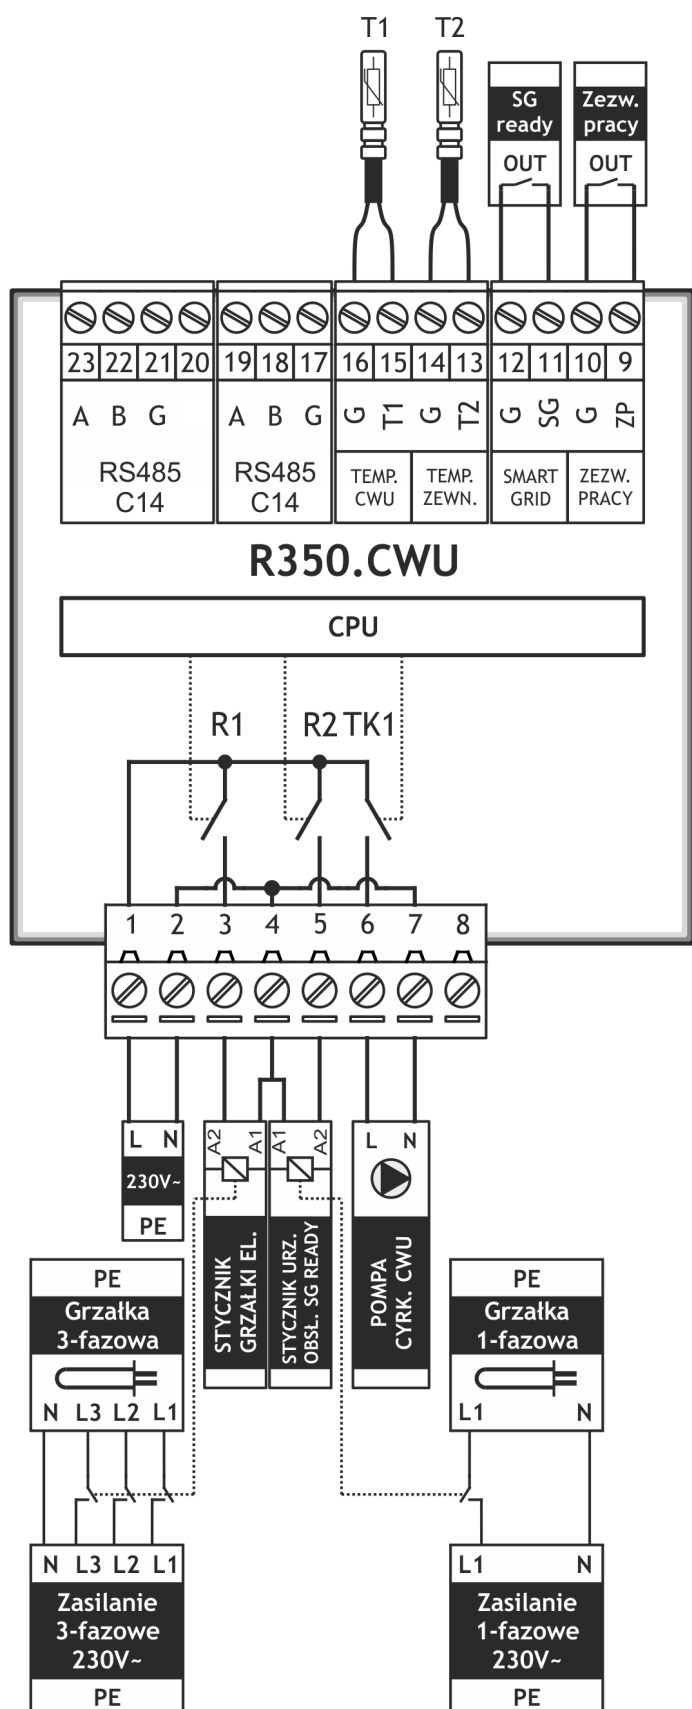 T1 T2
SG
ready
OUT
Zezw.
pracy
OUT
23 22 21 20 19 18 17 16 15 14 13 12 11 10 9
A B G A B G G T1 G T2 G SG G ZP
RS485
C14
RS485
C14
TEMP.
CWU
TEMP.
ZEWN.
SMART
GRID
ZEZW.
PRACY
R350.CWU
CPU
R1 R2 TK1
1 2 3 4 5 6 7 8
L N
230V~
PE
A2 A1
STYCZNIK
GRZAŁKI EL.
A1 A2
STYCZNIK URZ.
OBSŁ. SG READY
L N
POMPA
CYRK. CWU
PE
Grzałka
3-fazowa
N L3 L2 L1
PE
Grzałka
1-fazowa
L1 N
N L3 L2 L1
Zasilanie
3-fazowe
230V~
PE
L1 N
Zasilanie
1-fazowe
230V~
PE